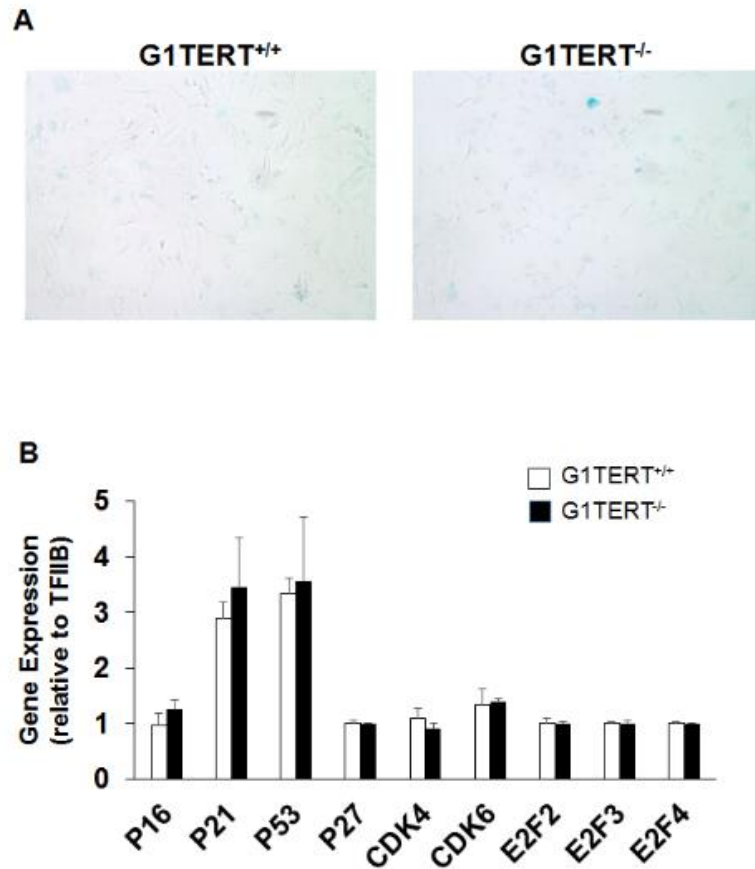 A
G1TERT+/+
G1TERT-/-
B
G1TERT+/+
G1TERT-/-
Gene Expression
(relative to TFIIB)
5
4
3
2
1
0
P16
P21
P53
P27
CDK4
CDK6
E2F2
E2F3
E2F4